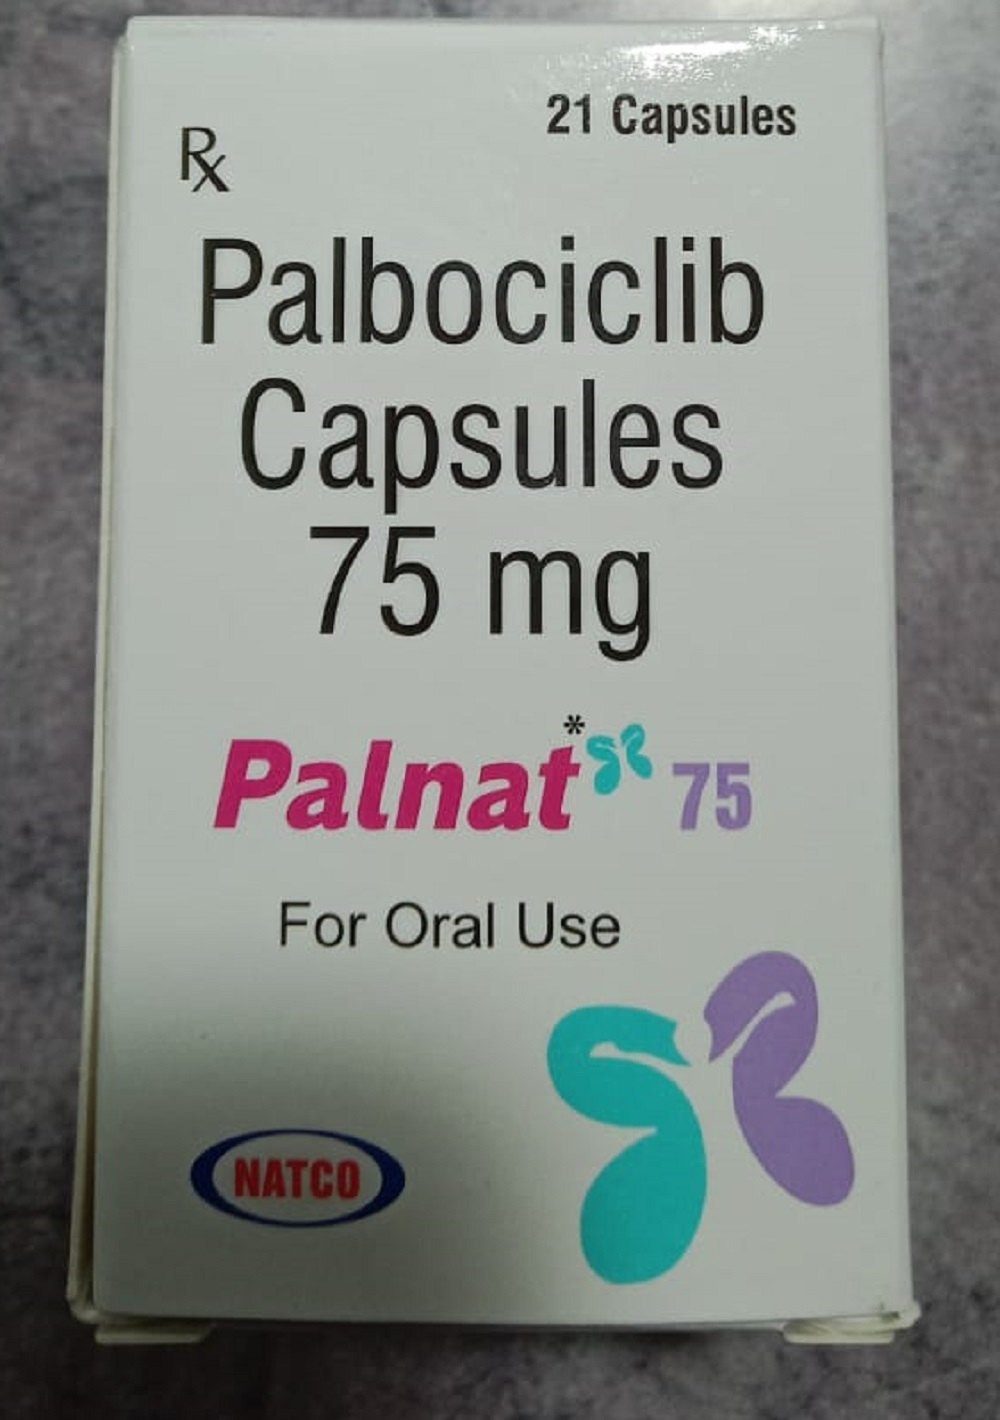 21 Capsules
Rx
Palbociclib
Capsules
75 mg
Palnat* 75
For Oral Use
NATCO